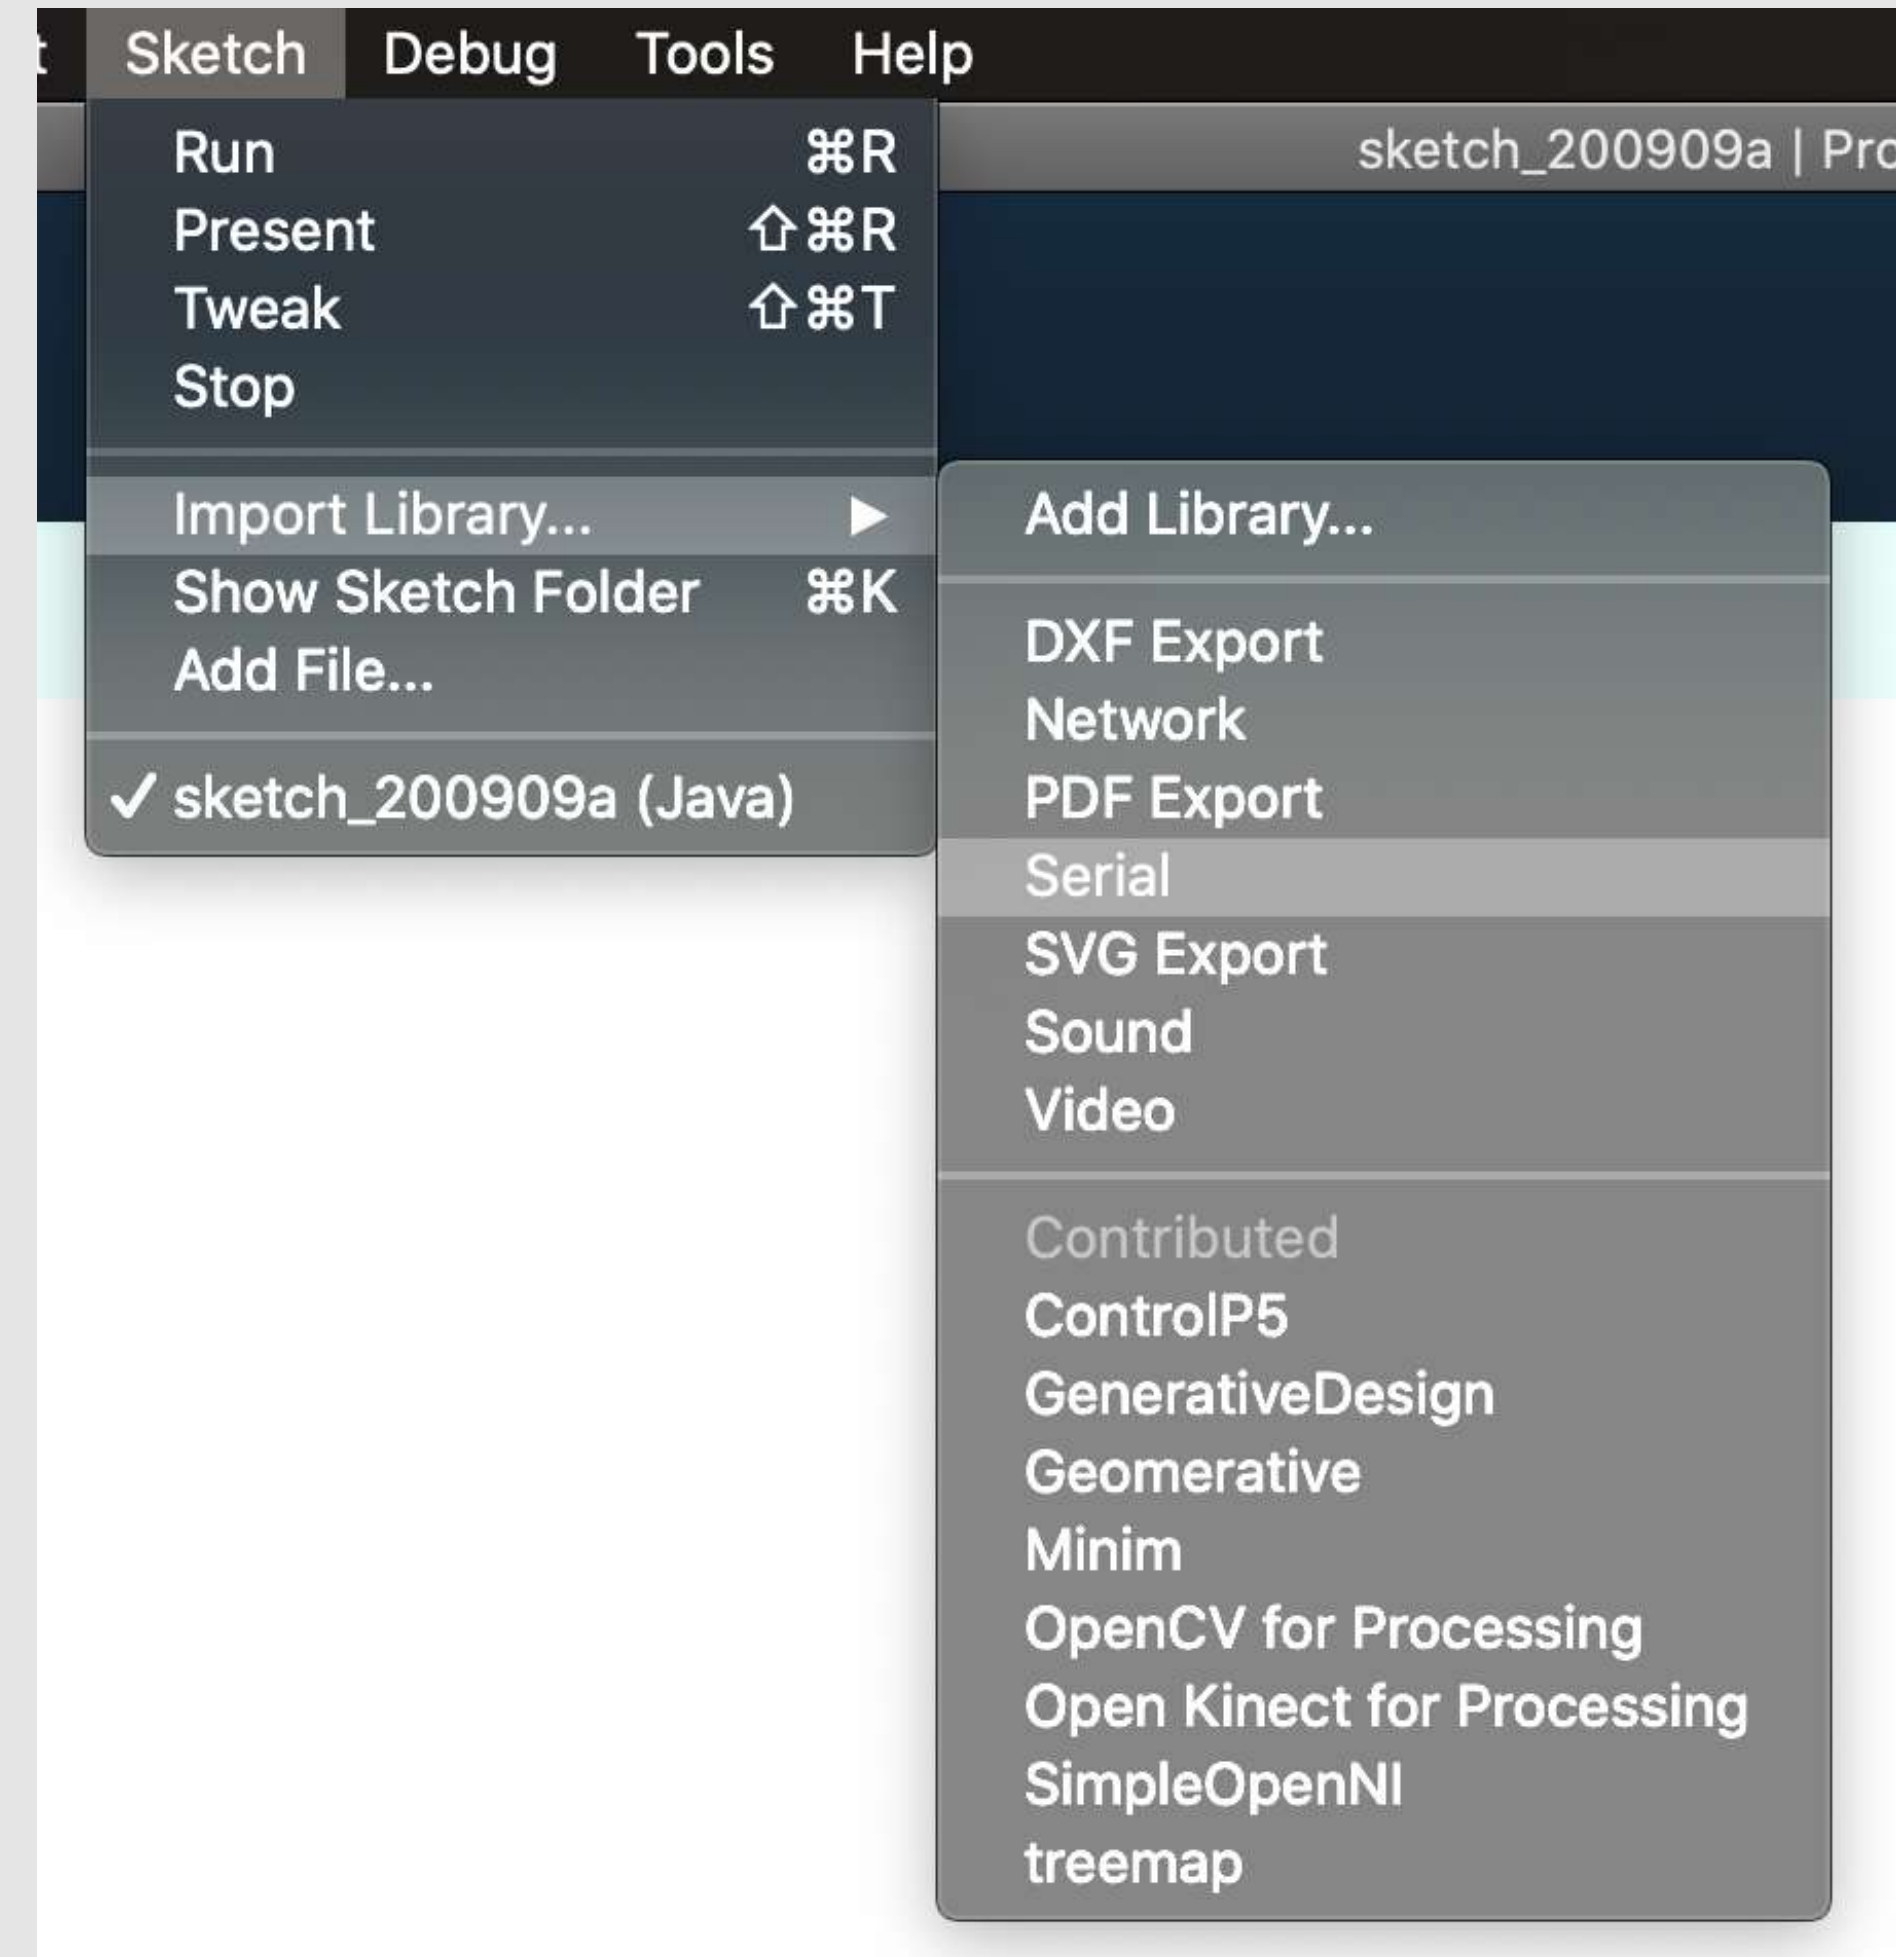 Sketch Debug Tools Help
sketch_200909a | Pro
Run ⌘R
Present ⇧⌘R
Tweak ⇧⌘T
Stop
Import Library... ▶
Show Sketch Folder ⌘K
Add File...
✓ sketch_200909a (Java)
Add Library...
DXF Export
Network
PDF Export
Serial
SVG Export
Sound
Video
Contributed
ControlP5
GenerativeDesign
Geomerative
Minim
OpenCV for Processing
Open Kinect for Processing
SimpleOpenNI
treemap